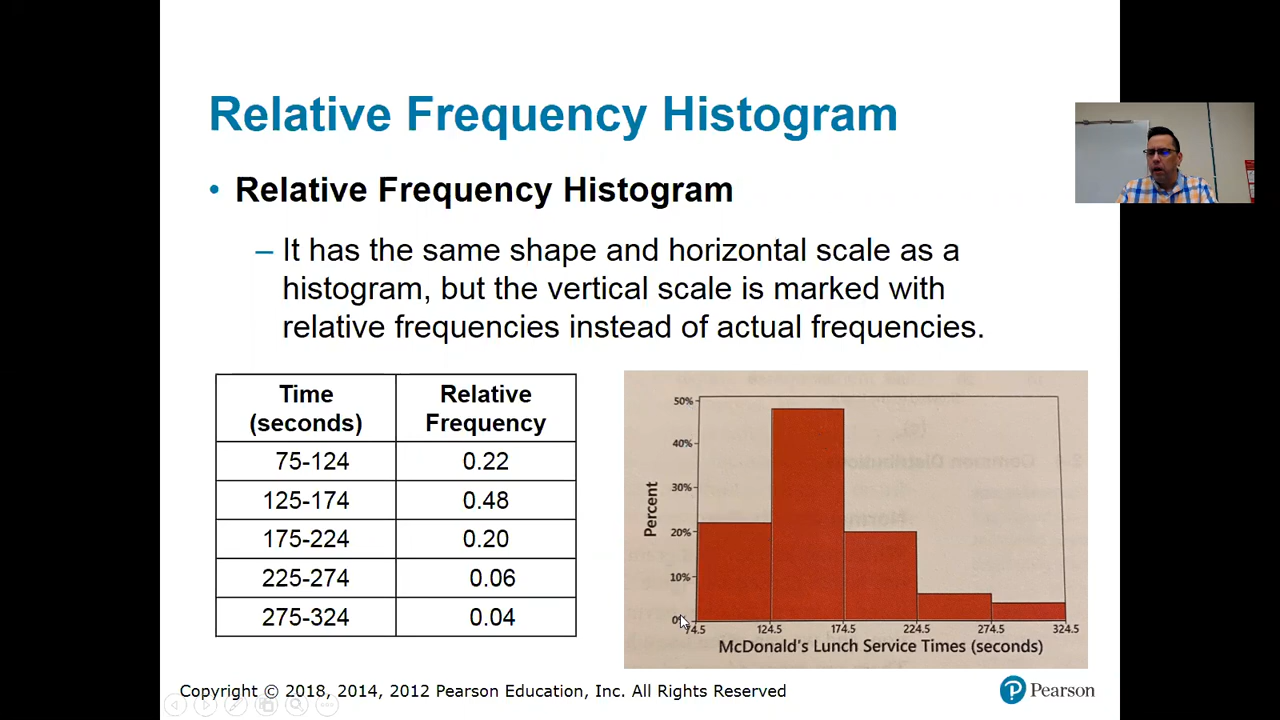 Relative Frequency Histogram
• Relative Frequency Histogram
– It has the same shape and horizontal scale as a
histogram, but the vertical scale is marked with
relative frequencies instead of actual frequencies.
Time
(seconds)
Relative
Frequency
75-124 0.22
125-174 0.48
175-224 0.20
225-274 0.06
275-324 0.04
50%
40%
30%
20%
10%
Percent
74.5 124.5 174.5 224.5 274.5 324.5
McDonald's Lunch Service Times (seconds)
Copyright © 2018, 2014, 2012 Pearson Education, Inc. All Rights Reserved
P Pearson